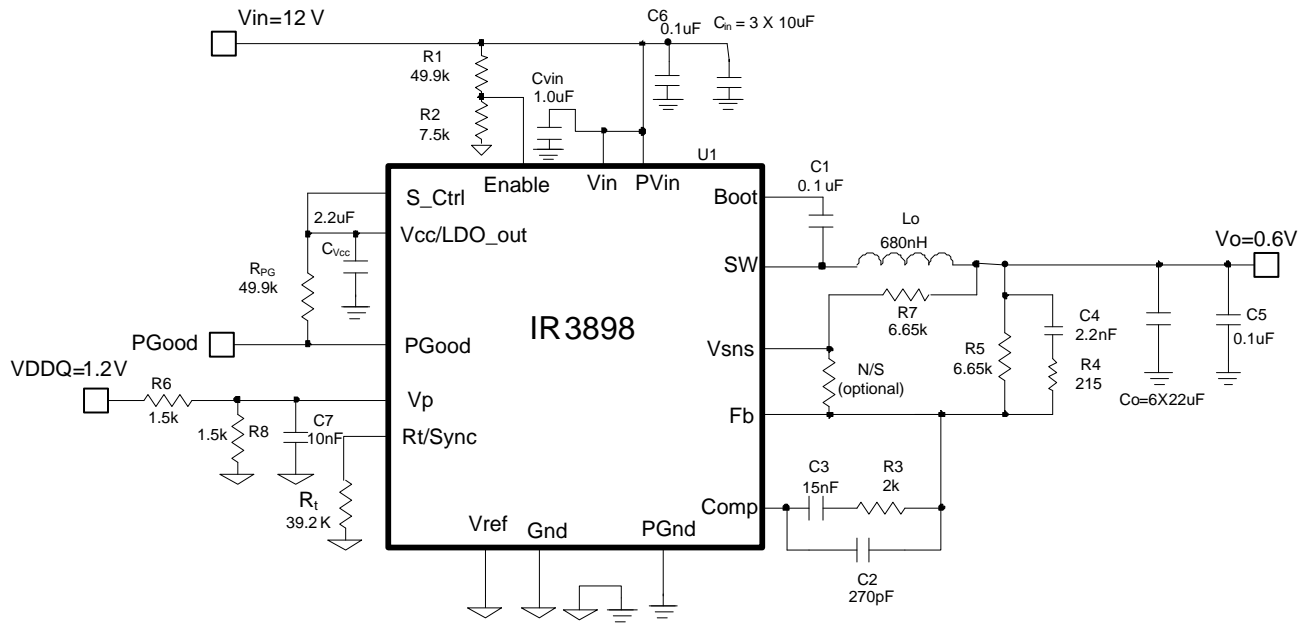 Vin=12 V
C6
0.1uF
Cin = 3 X 10uF
R1
49.9k
Cvin
1.0uF
R2
7.5k
U1
Enable
Vin
PVin
S_Ctrl
Boot
C1
0.1uF
2.2uF
Vcc/LDO_out
CVcc
Lo
680nH
SW
Vo=0.6V
RPG
49.9k
R7
6.65k
C4
2.2nF
C5
0.1uF
IR3898
PGood
PGood
Vsns
R5
6.65k
R4
215
N/S
(optional)
VDDQ=1.2V
R6
1.5k
Vp
Fb
Co=6X22uF
1.5k
R8
C7
10nF
Rt/Sync
C3
15nF
R3
2k
Rt
39.2K
Comp
Vref
Gnd
PGnd
C2
270pF